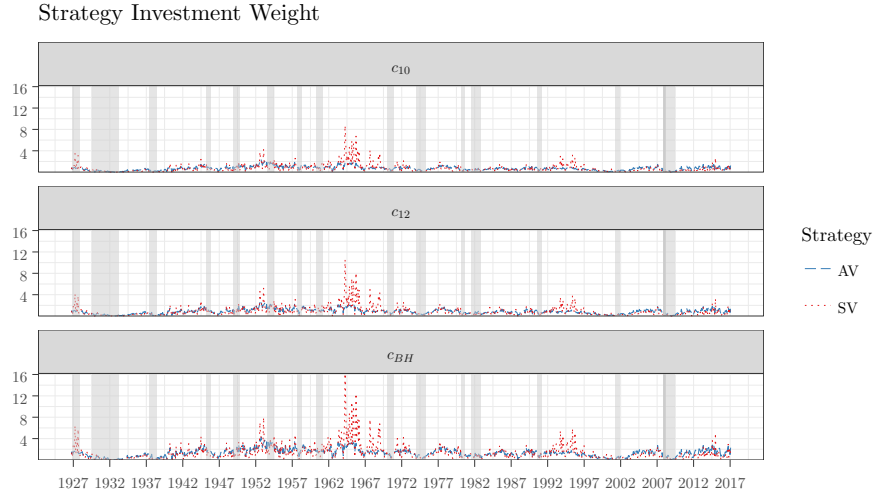 Strategy Investment Weight
c10
16
12
8
4
c12
16
12
8
4
Strategy
AV
SV
cBH
16
12
8
4
1927 1932 1937 1942 1947 1952 1957 1962 1967 1972 1977 1982 1987 1992 1997 2002 2007 2012 2017